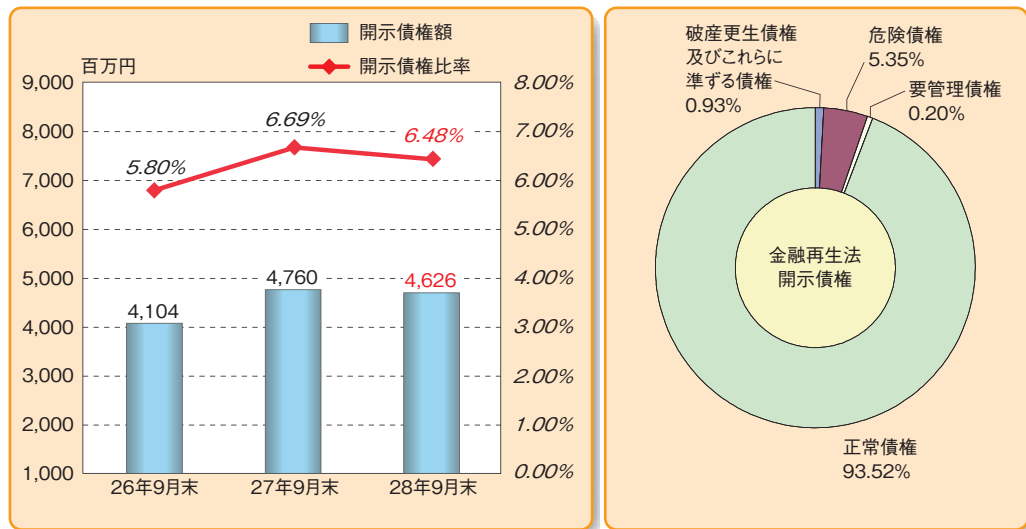 開示債権額
開示債権比率
百万円
9,000
8,000
7,000
6,000
5,000
4,000
3,000
2,000
1,000
8.00%
7.00%
6.00%
5.00%
4.00%
3.00%
2.00%
1.00%
0.00%
5.80%
6.69%
6.48%
4,104
4,760
4,626
26年9月末
27年9月末
28年9月末
破産更生債権
及びこれらに
準ずる債権
0.93%
危険債権
5.35%
要管理債権
0.20%
金融再生法
開示債権
正常債権
93.52%